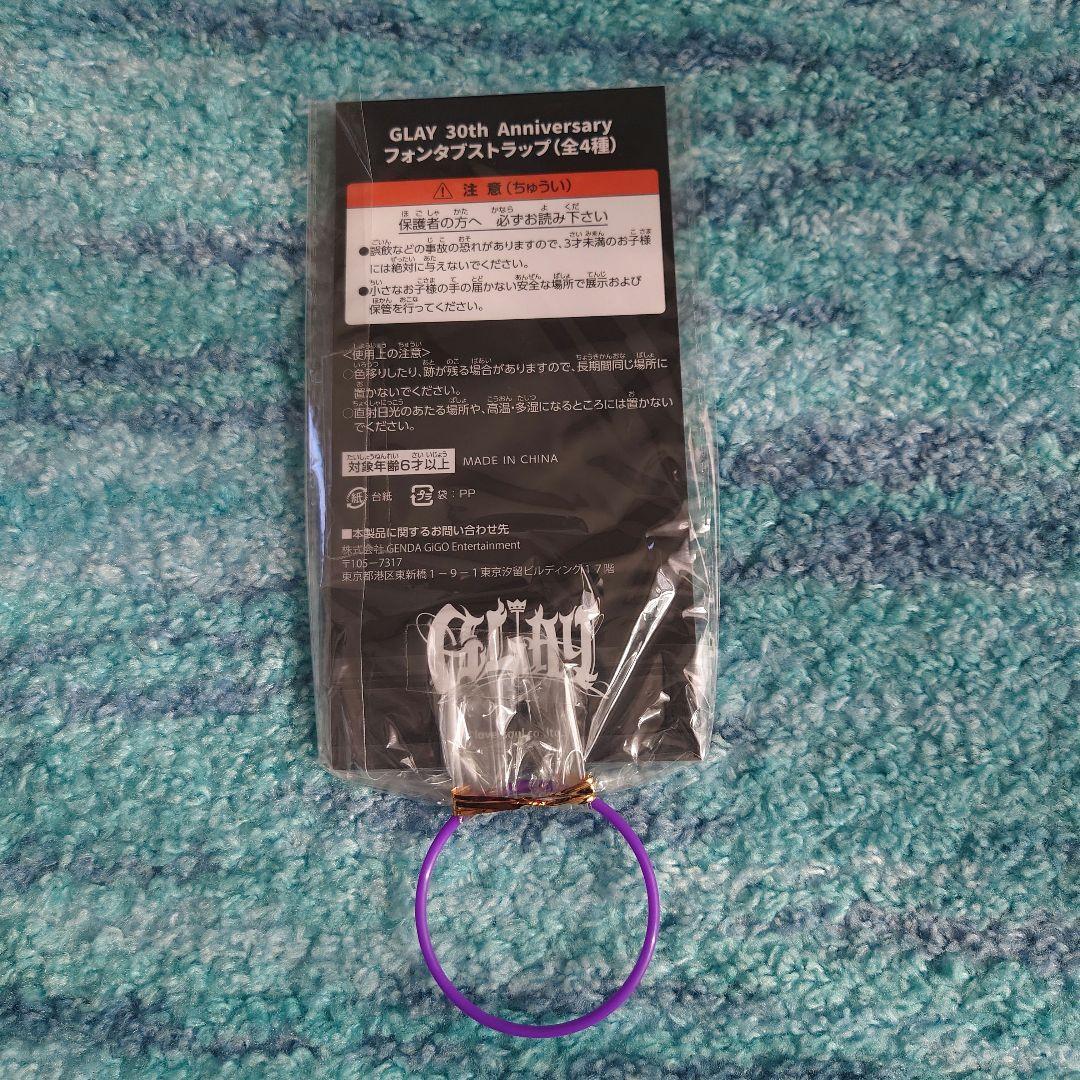 GLAY 30th Anniversary
フォンタブストラップ(全4種)
⚠ 注意(ちゅうい)
保護者の方へ 必ずお読み下さい
●誤飲などの事故の恐れがありますので、3才未満のお子様
には絶対に与えないでください。
●小さなお子様の手の届かない安全な場所で展示および
保管を行ってください。
<使用上の注意>
○色移りしたり、跡が残る場合がありますので、長期間同じ場所に
置かないでください。
○直射日光のあたる場所や、高温・多湿になるところには置かない
でください。
対象年齢6才以上 MADE IN CHINA
紙:台紙 プラ 袋:PP
■本製品に関するお問い合わせ先
株式会社 GENDA GiGO Entertainment
〒105-7317
東京都港区東新橋1-9-1東京汐留ビルディング17階
GLAY